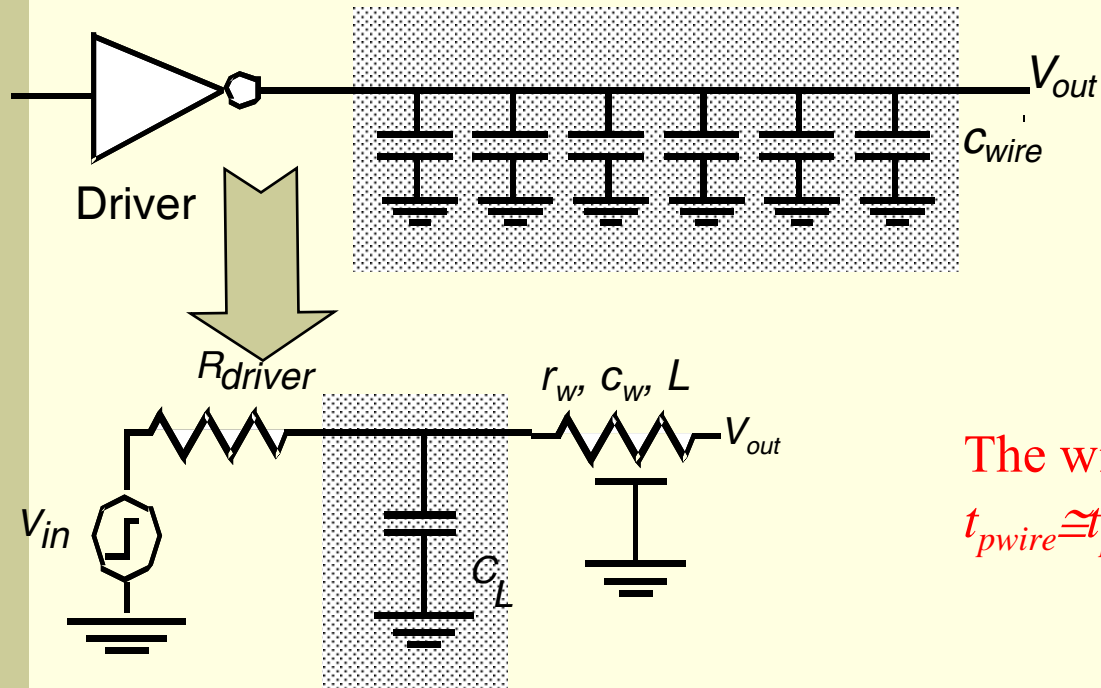 Vout
cwire
Driver
Rdriver
rw, cw, L
Vout
Vin
CL
The
tpwire≅